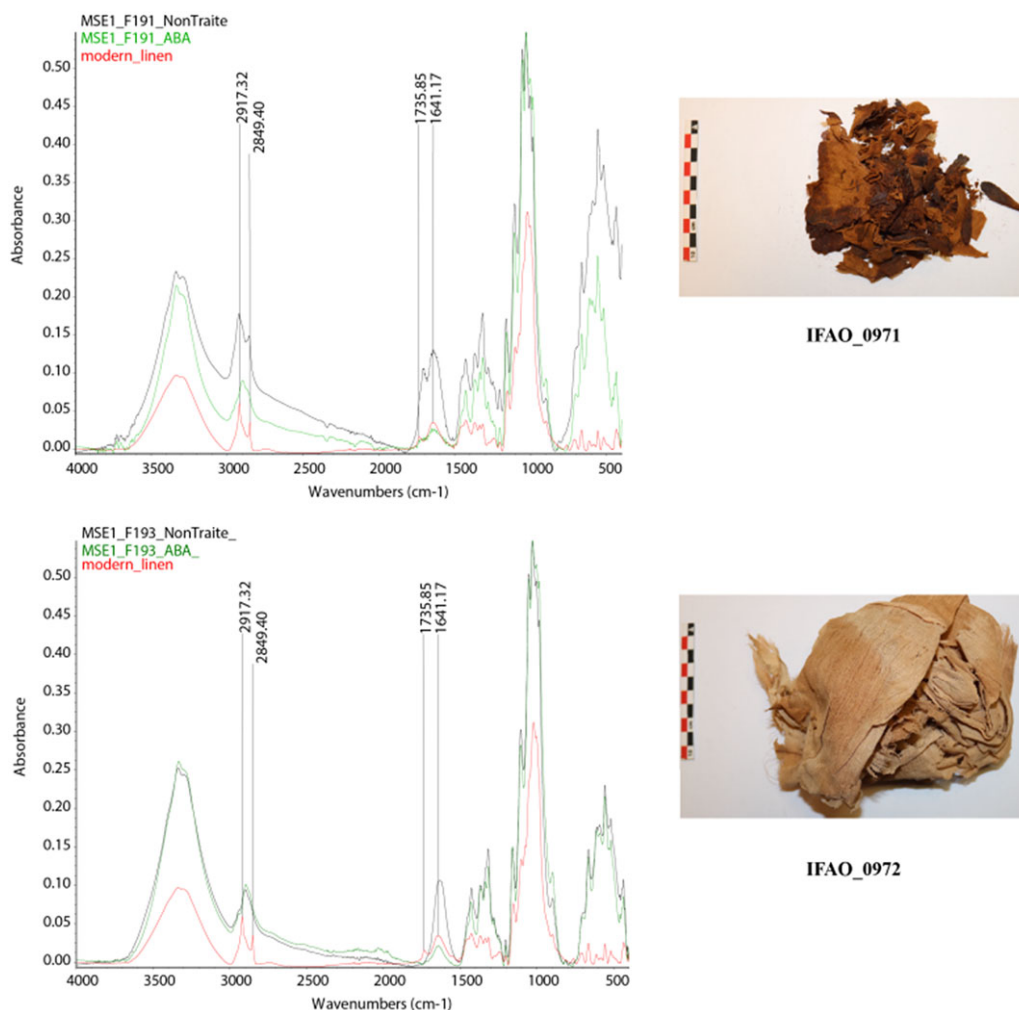 MSE1_F191_NonTraite
MSE1_F191_ABA
modern_linen
2917.32
2849.40
1735.85
1641.17
Absorbance
0.50
0.45
0.40
0.35
0.30
0.25
0.20
0.15
0.10
0.05
0.00
4000 3500 3000 2500 2000 1500 1000 500
Wavenumbers (cm-1)
IFAO_0971
MSE1_F193_NonTraite_
MSE1_F193_ABA_
modern_linen
2917.32
2849.40
1735.85
1641.17
Absorbance
0.50
0.45
0.40
0.35
0.30
0.25
0.20
0.15
0.10
0.05
0.00
3500 3000 2500 2000 1500 1000 500
4000
Wavenumbers (cm-1)
IFAO_0972